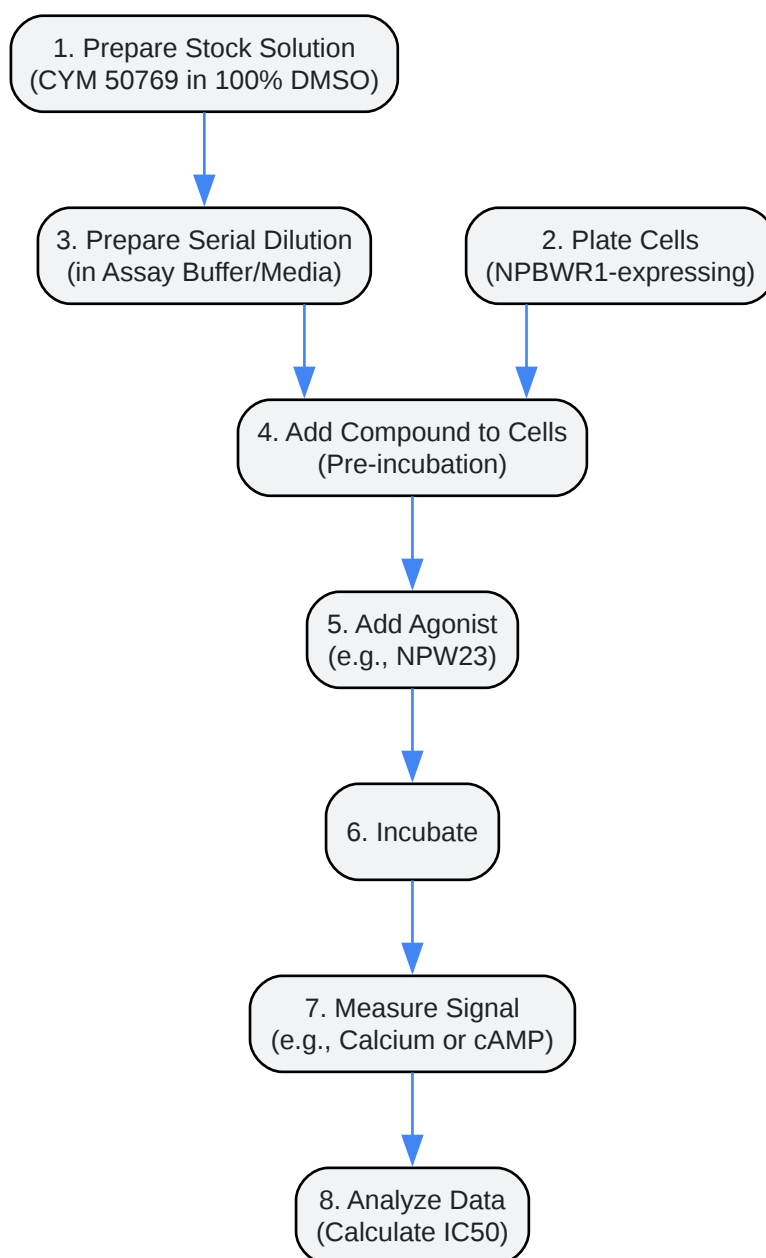 1. Prepare Stock Solution
(CYM 50769 in 100% DMSO)
3. Prepare Serial Dilution
(in Assay Buffer/Media)
2. Plate Cells
(NPBWR1-expressing)
4. Add Compound to Cells
(Pre-incubation)
5. Add Agonist
(e.g., NPW23)
6. Incubate
7. Measure Signal
(e.g., Calcium or cAMP)
8. Analyze Data
(Calculate IC50)